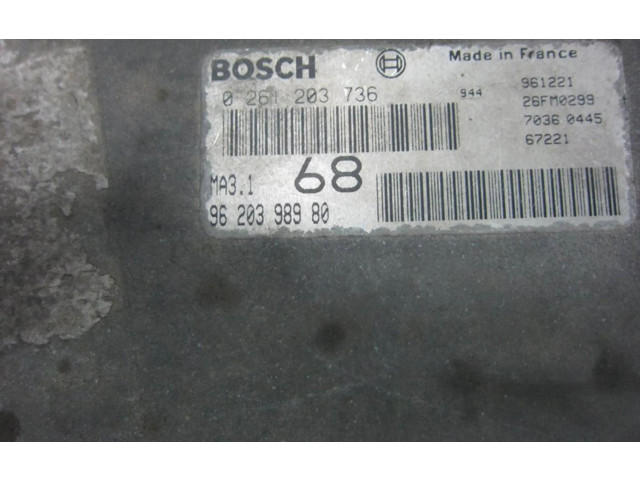 BOSCH Made in France
0 261 203 736 944 961221
26FM0299
7036 0445
67221
MA3.1 68
96 203 989 80